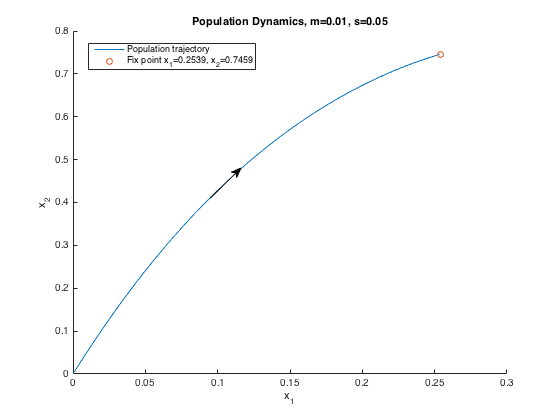 Population Dynamics, m=0.01, s=0.05
0.8
Population trajectory
Fix point x1=0.2539, x2=0.7459
0.7
0.6
0.5
x2
0.4
0.3
0.2
0.1
0
0 0.05 0.1 0.15 0.2 0.25 0.3
x1